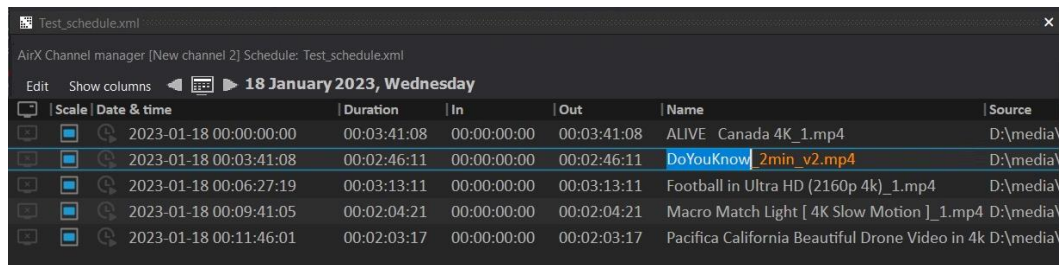 Test_schedule.xml
AirX Channel manager [New channel 2] Schedule: Test_schedule.xml
Edit Show columns 18 January 2023, Wednesday
Scale Date & time Duration In Out Name Source
2023-01-18 00:00:00:00 00:03:41:08 00:00:00:00 00:03:41:08 ALIVE Canada 4K_1.mp4 D:\media\
2023-01-18 00:03:41:08 00:02:46:11 00:00:00:00 00:02:46:11 DoYouKnow_2min_v2.mp4 D:\media\
2023-01-18 00:06:27:19 00:03:13:11 00:00:00:00 00:03:13:11 Football in Ultra HD (2160p 4k)_1.mp4 D:\media\
2023-01-18 00:09:41:05 00:02:04:21 00:00:00:00 00:02:04:21 Macro Match Light [ 4K Slow Motion ]_1.mp4 D:\media\
2023-01-18 00:11:46:01 00:02:03:17 00:00:00:00 00:02:03:17 Pacifica California Beautiful Drone Video in 4k D:\media\